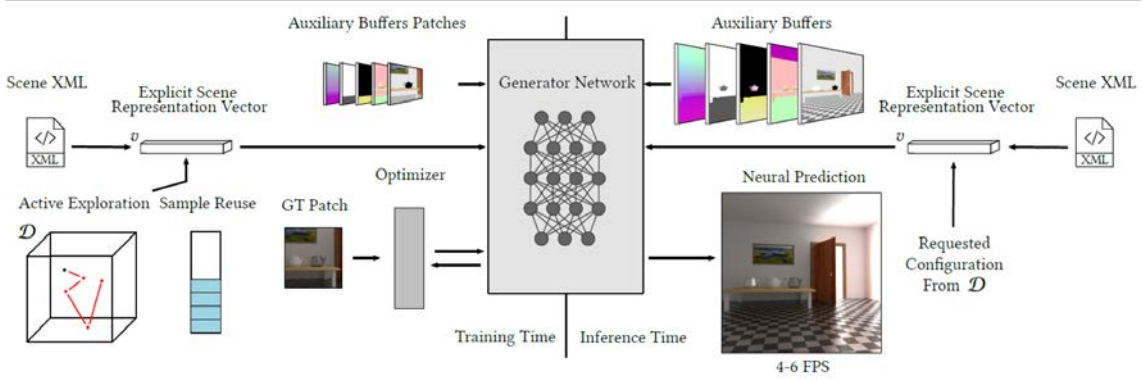 Auxiliary Buffers Patches
Auxiliary Buffers
Scene XML
Explicit Scene
Representation Vector
v
</>
XML
Generator Network
Explicit Scene
Representation Vector
v
Scene XML
</>
XML
Active Exploration
Sample Reuse
𝒟
Optimizer
GT Patch
Neural Prediction
Requested
Configuration
From 𝒟
Training Time
Inference Time
4-6 FPS